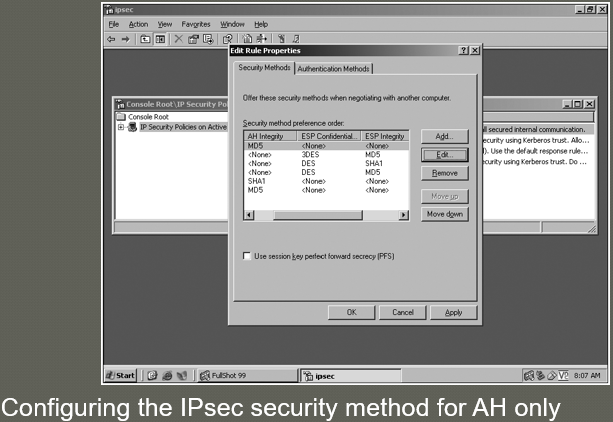 ipsec
File Action View Favorites Window Help
Edit Rule Properties
Security Methods Authentication Methods
Offer these security methods when negotiating with another computer.
Security method preference order:
AH Integrity ESP Confidential... ESP Integrity
MD5 <None> <None>
<None> 3DES MD5
<None> DES SHA1
<None> DES MD5
SHA1 <None> <None>
MD5 <None> <None>
Add...
Edit...
Remove
Move up
Move down
Use session key perfect forward secrecy (PFS)
OK Cancel Apply
Console Root\IP Security Pol
Console Root
IP Security Policies on Active
l secured internal communication.
ecurity using Kerberos trust. Allo...
). Use the default response rule...
ecurity using Kerberos trust. Do ...
Start FullShot 99 ipsec 8:07 AM
Configuring the IPsec security method for AH only